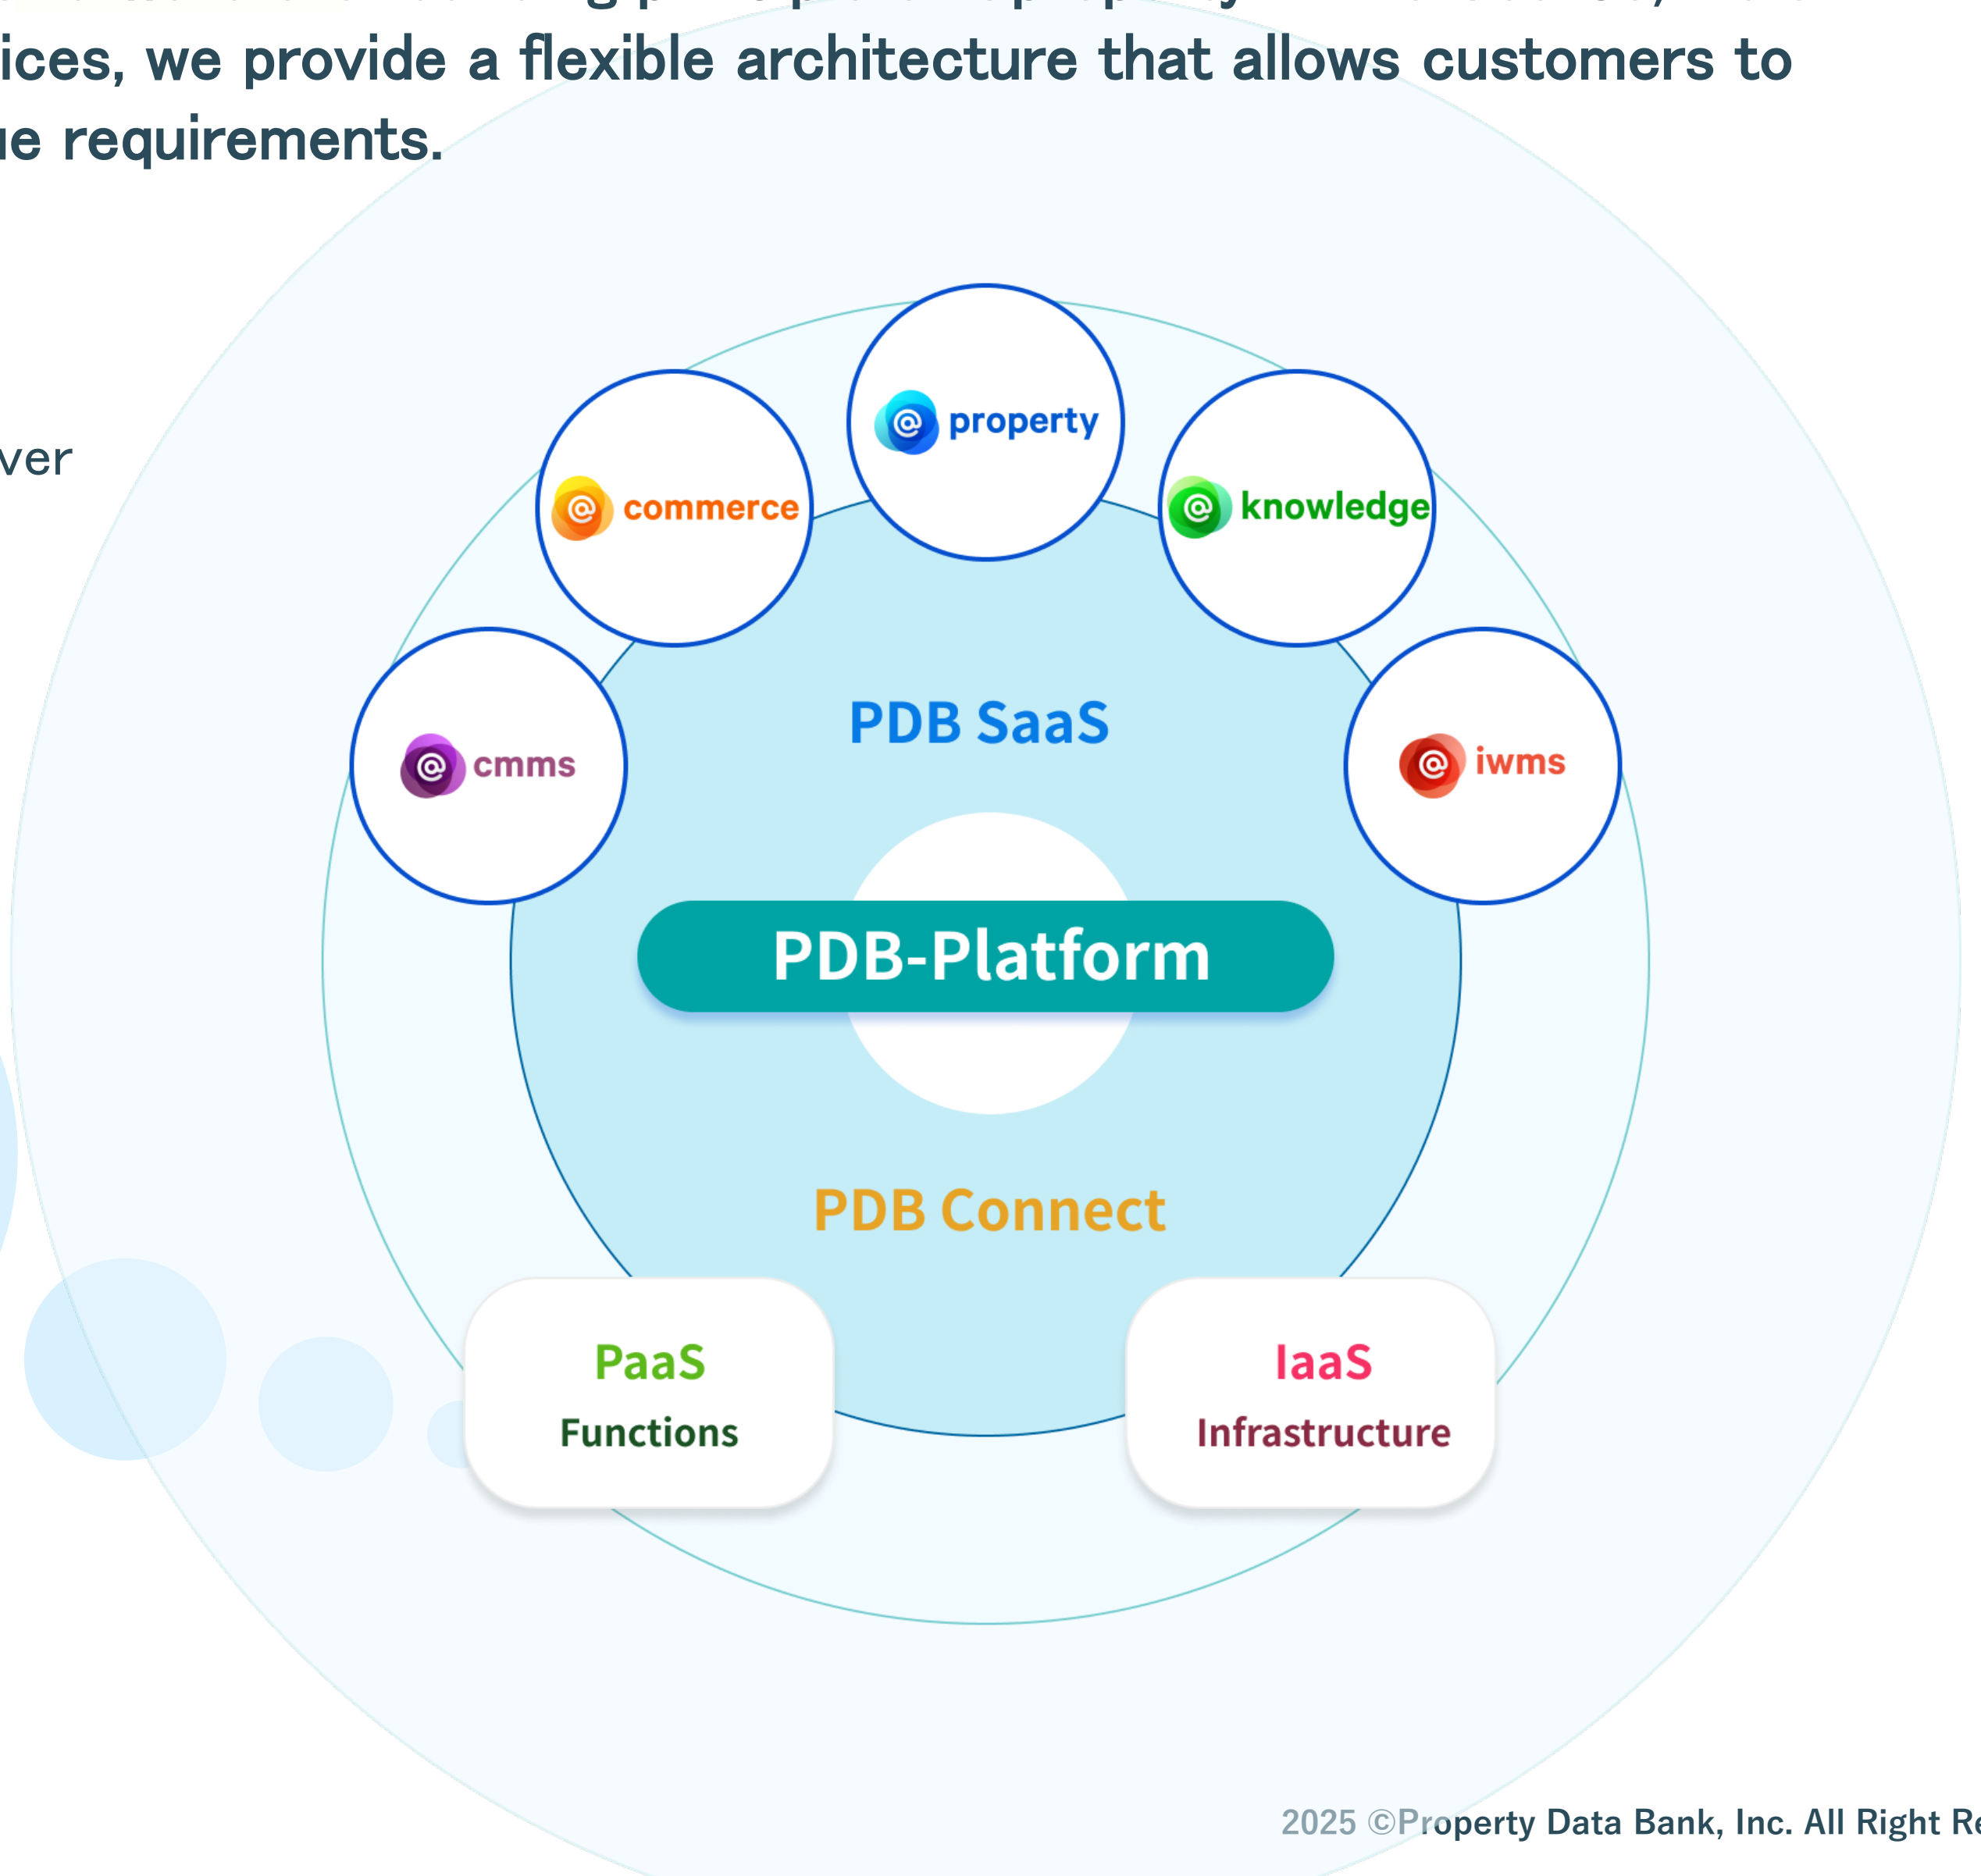 ices, we provide a flexible architecture that allows customers to
ue requirements.
ver
@property
@commerce
@knowledge
@cmms
@iwms
PDB SaaS
PDB-Platform
PDB Connect
PaaS
Functions
IaaS
Infrastructure
2025 ©Property Data Bank, Inc. All Right Re